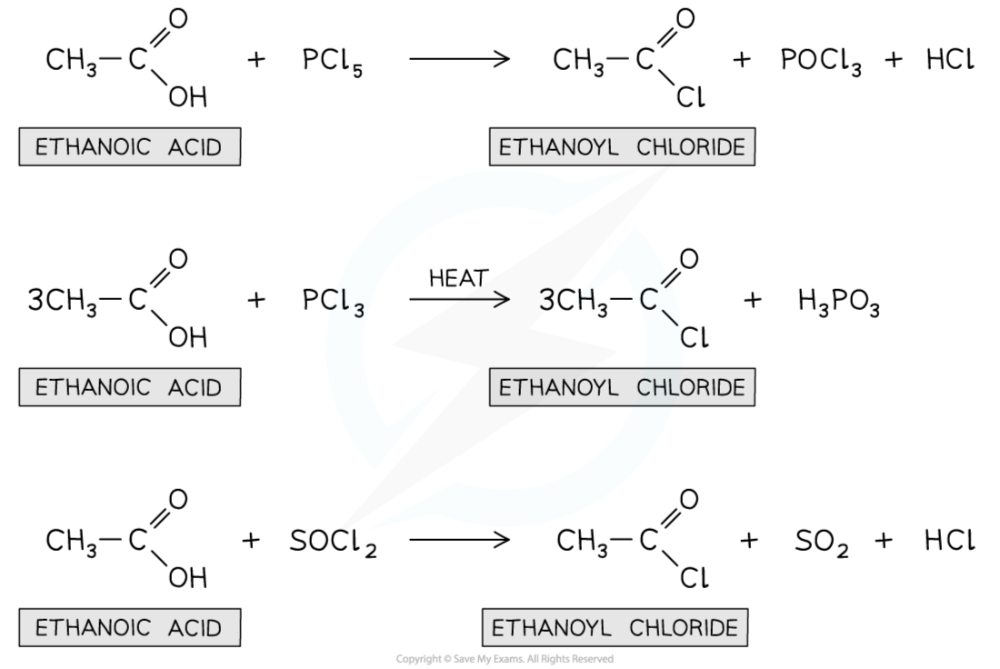 CH₃—C(=O)OH + PCl₅ ⟶ CH₃—C(=O)Cl + POCl₃ + HCl
ETHANOIC ACID ETHANOYL CHLORIDE
3CH₃—C(=O)OH + PCl₃ HEAT ⟶ 3CH₃—C(=O)Cl + H₃PO₃
ETHANOIC ACID ETHANOYL CHLORIDE
CH₃—C(=O)OH + SOCl₂ ⟶ CH₃—C(=O)Cl + SO₂ + HCl
ETHANOIC ACID ETHANOYL CHLORIDE
Copyright © Save My Exams. All Rights Reserved